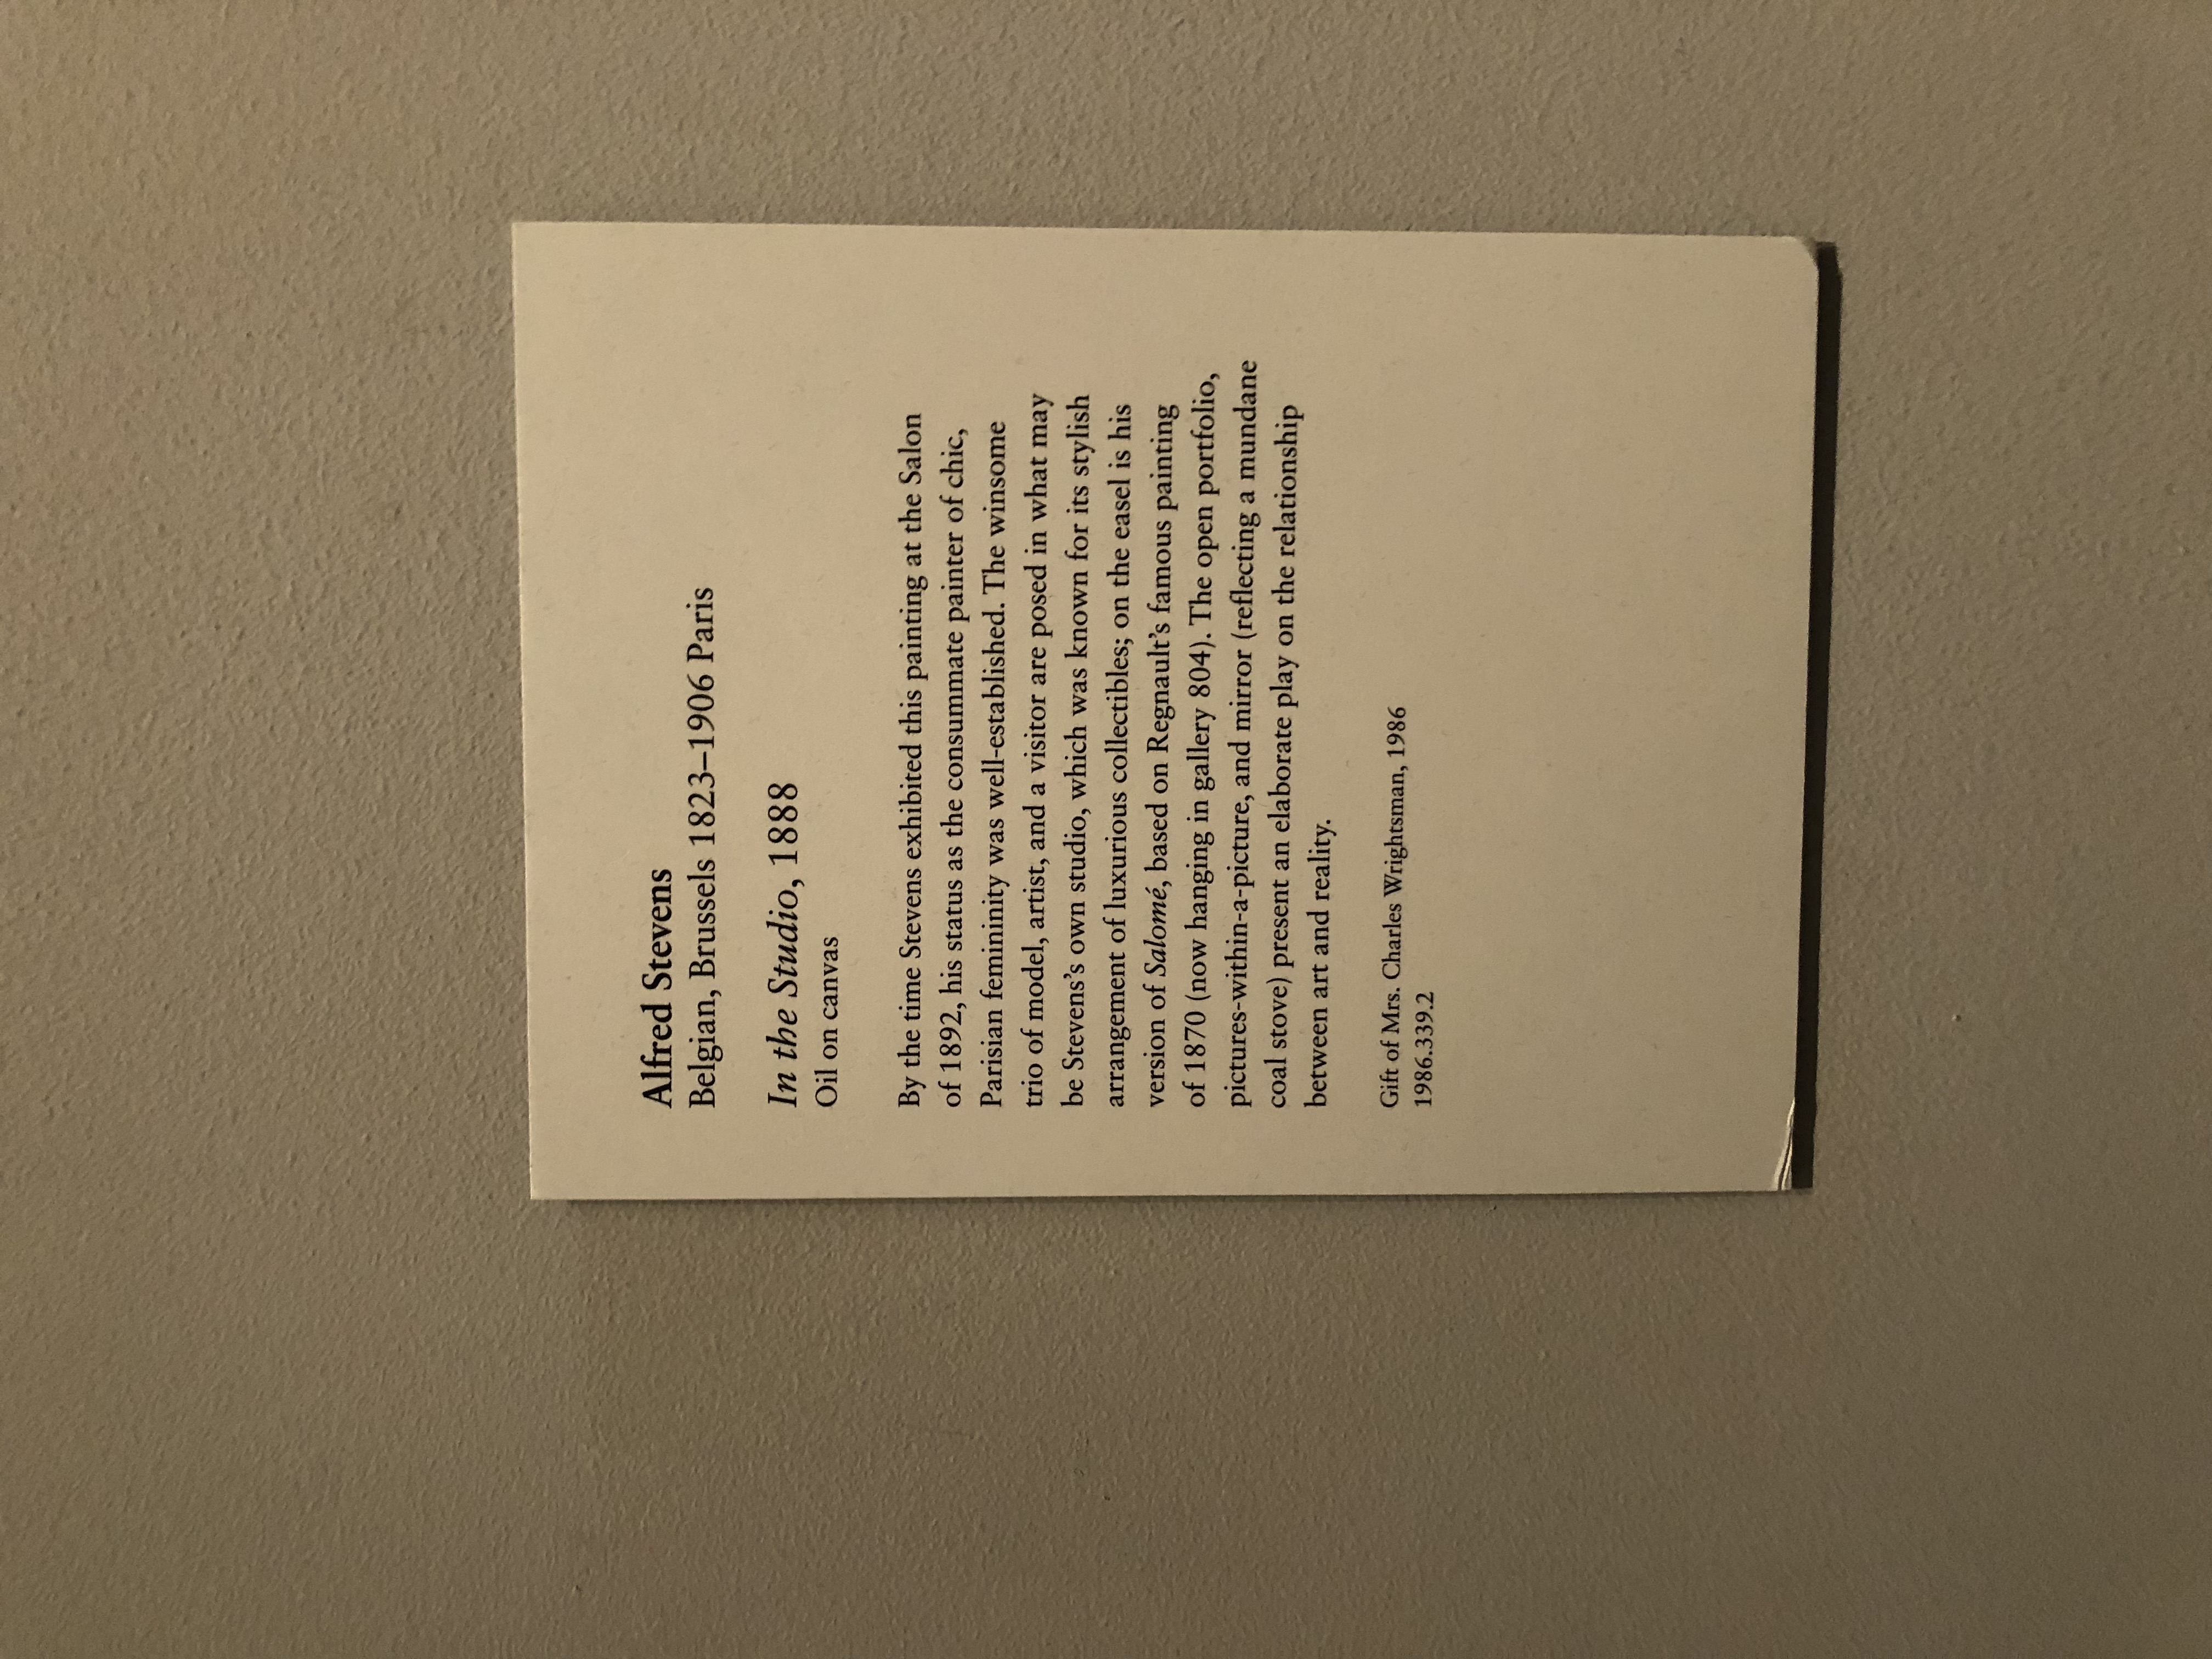 Alfred Stevens
Belgian, Brussels 1823–1906 Paris
In the Studio, 1888
Oil on canvas
By the time Stevens exhibited this painting at the Salon
of 1892, his status as the consummate painter of chic,
Parisian femininity was well-established. The winsome
trio of model, artist, and a visitor are posed in what may
be Stevens’s own studio, which was known for its stylish
arrangement of luxurious collectibles; on the easel is his
version of Salomé, based on Regnault’s famous painting
of 1870 (now hanging in gallery 804). The open portfolio,
pictures-within-a-picture, and mirror (reflecting a mundane
coal stove) present an elaborate play on the relationship
between art and reality.
Gift of Mrs. Charles Wrightsman, 1986
1986.339.2